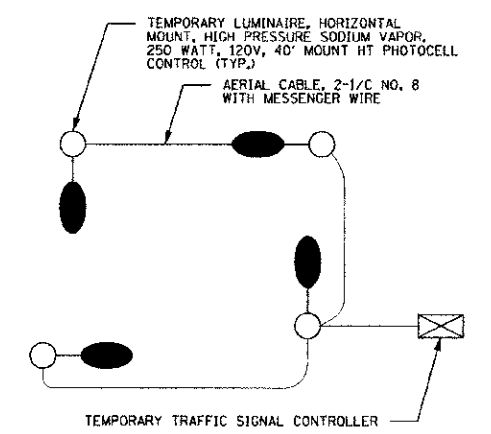 TEMPORARY LUMINAIRE, HORIZONTAL
MOUNT, HIGH PRESSURE SODIUM VAPOR,
250 WATT, 120V, 40' MOUNT HT PHOTOCELL
CONTROL (TYP.)
AERIAL CABLE, 2-1/C NO. 8
WITH MESSENGER WIRE
TEMPORARY TRAFFIC SIGNAL CONTROLLER